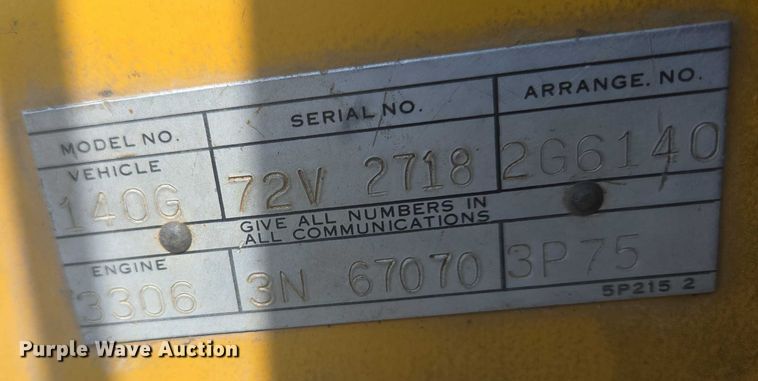 MODEL NO. SERIAL NO. ARRANGE. NO.
VEHICLE
140G 72V 2718 2G6140
GIVE ALL NUMBERS IN
ALL COMMUNICATIONS
ENGINE
3306 3N 67070 3P75
5P215 2
Purple Wave Auction